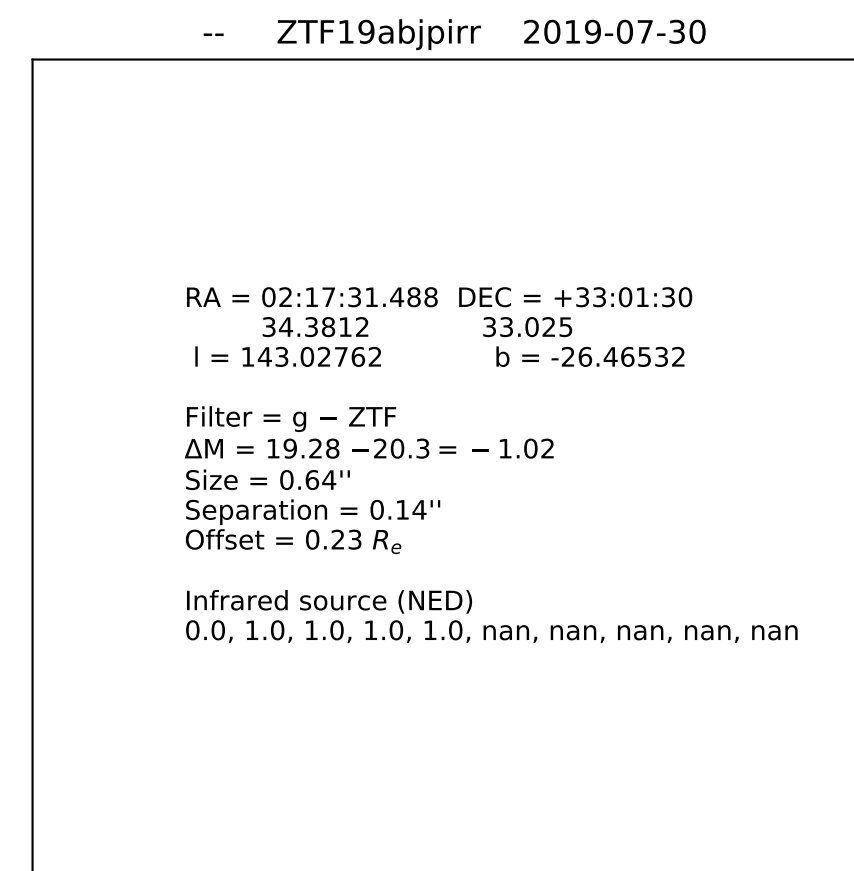 -- ZTF19abjpirr 2019-07-30
RA = 02:17:31.488 DEC = +33:01:30
34.3812 33.025
l = 143.02762 b = -26.46532
Filter = g − ZTF
ΔM = 19.28 −20.3 = − 1.02
Size = 0.64''
Separation = 0.14''
Offset = 0.23 Re
Infrared source (NED)
0.0, 1.0, 1.0, 1.0, 1.0, nan, nan, nan, nan, nan